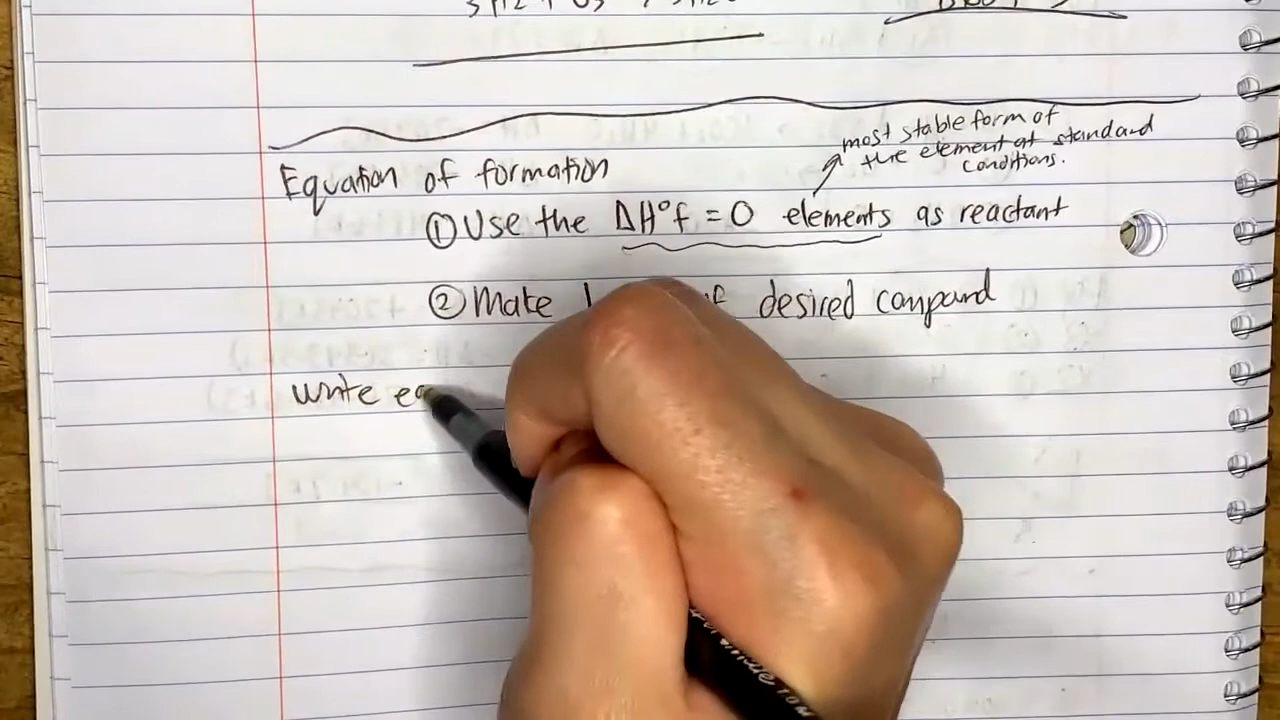 most stable form of
the element at standard
conditions.
Equation of formation
① Use the ΔH°f = 0 elements as reactant
② Make desired compound
Write eq